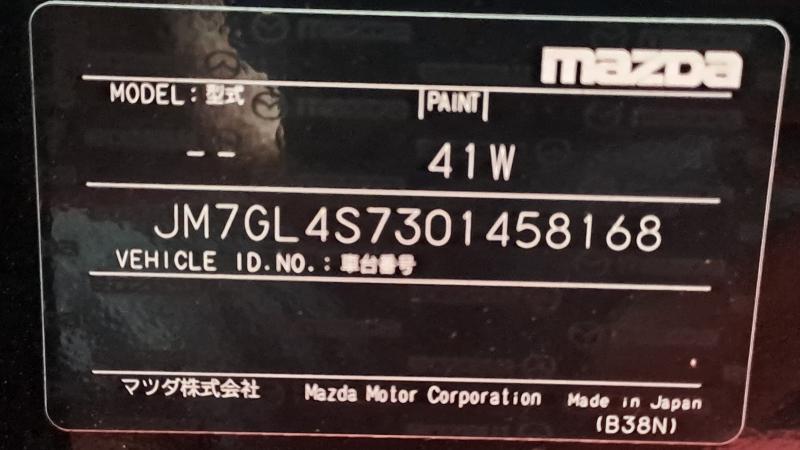 mazda
MODEL：型式
PAINT
--
41W
JM7GL4S7301458168
VEHICLE ID.NO.：車台番号
マツダ株式会社 Mazda Motor Corporation Made in Japan
(B38N)